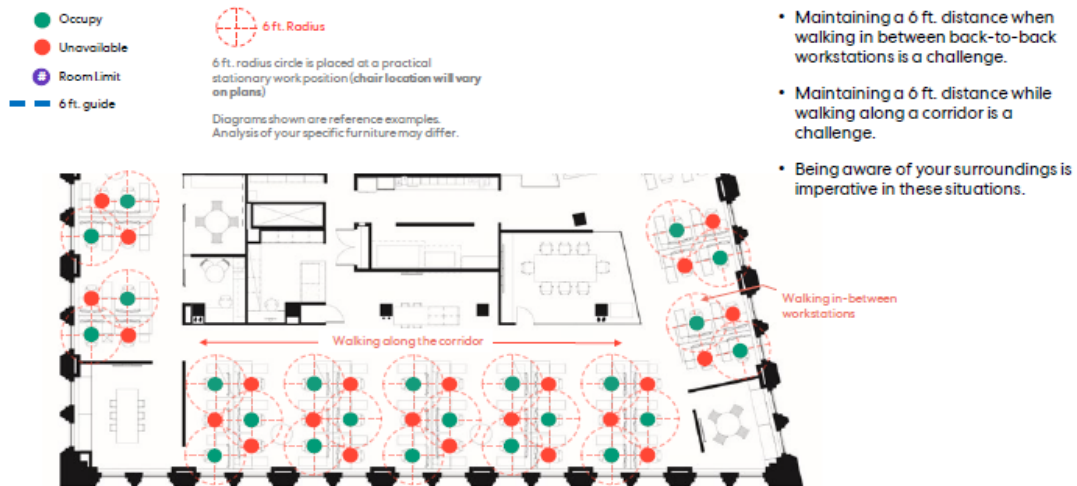 Occupy
Unavailable
# Room Limit
6 ft. guide
6 ft. Radius
6 ft. radius circle is placed at a practical
stationary work position (chair location will vary
on plans)
Diagrams shown are reference examples.
Analysis of your specific furniture may differ.
• Maintaining a 6 ft. distance when
walking in between back-to-back
workstations is a challenge.
• Maintaining a 6 ft. distance while
walking along a corridor is a
challenge.
• Being aware of your surroundings is
imperative in these situations.
Walking in-between
workstations
Walking along the corridor